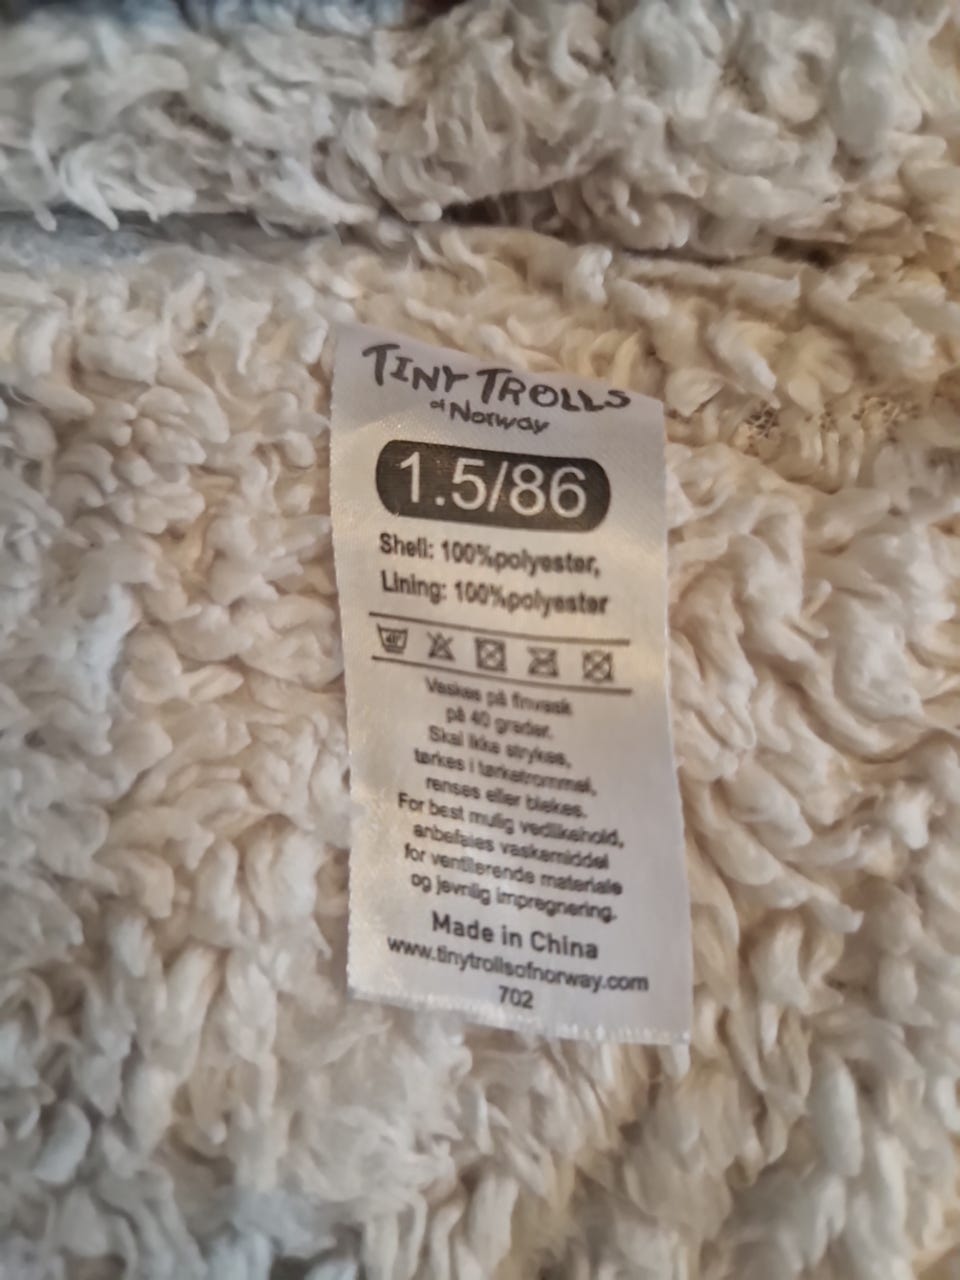 TINY TROLLS
of Norway
1.5/86
Shell: 100%polyester,
Lining: 100%polyester
40°
Vaskes på finvask
på 40 grader.
Skal ikke strykes,
tørkes i tørketrommel,
renses eller blekes.
For best mulig vedlikehold,
anbefales vaskemiddel
for ventilerende materiale
og jevnlig impregnering.
Made in China
www.tinytrollsofnorway.com
702